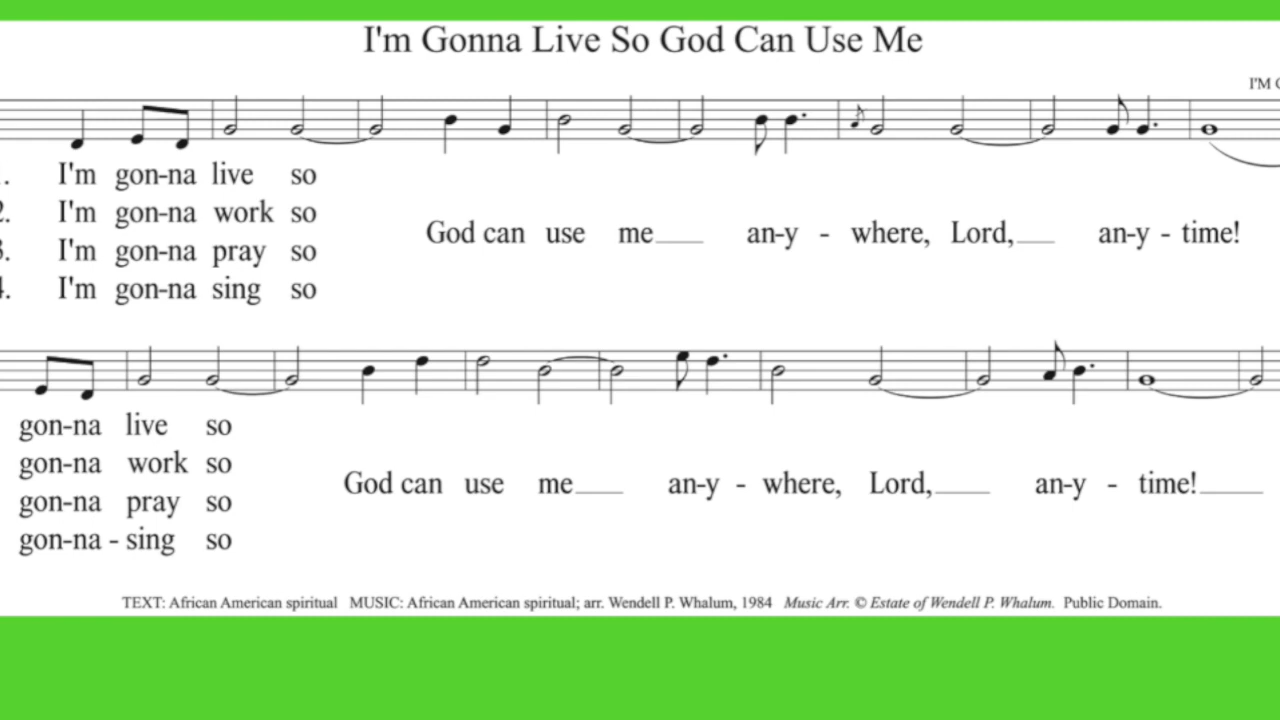 I'm Gonna Live So God Can Use Me
I'M
I'm gon-na live so
2. I'm gon-na work so
God can use me an-y - where, Lord, an-y - time!
3. I'm gon-na pray so
4. I'm gon-na sing so
gon-na live so
gon-na work so
God can use me an-y - where, Lord, an-y - time!
gon-na pray so
gon-na - sing so
TEXT: African American spiritual MUSIC: African American spiritual; arr. Wendell P. Whalum, 1984 Music Arr. © Estate of Wendell P. Whalum. Public Domain.